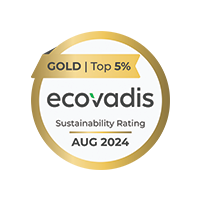 GOLD | Top 5%
ecovadis
Sustainability Rating
AUG 2024